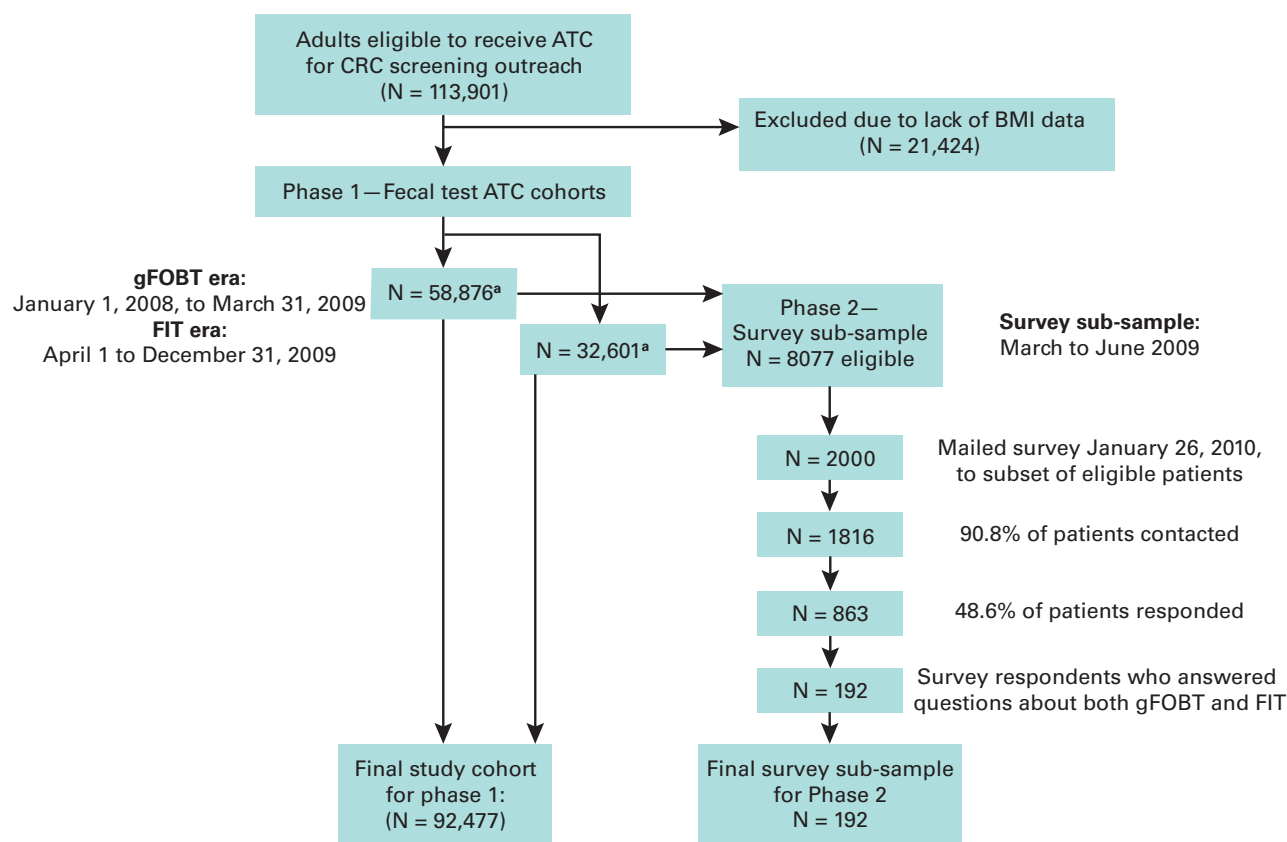 Adults eligible to receive ATC
for CRC screening outreach
(N = 113,901)
Excluded due to lack of BMI data
(N = 21,424)
Phase 1—Fecal test ATC cohorts
gFOBT era:
January 1, 2008, to March 31, 2009
FIT era:
April 1 to December 31, 2009
N = 58,876ᵃ
N = 32,601ᵃ
Phase 2—
Survey sub-sample
N = 8077 eligible
Survey sub-sample:
March to June 2009
N = 2000
Mailed survey January 26, 2010,
to subset of eligible patients
N = 1816
90.8% of patients contacted
N = 863
48.6% of patients responded
N = 192
Survey respondents who answered
questions about both gFOBT and FIT
Final study cohort
for phase 1:
(N = 92,477)
Final survey sub-sample
for Phase 2
N = 192